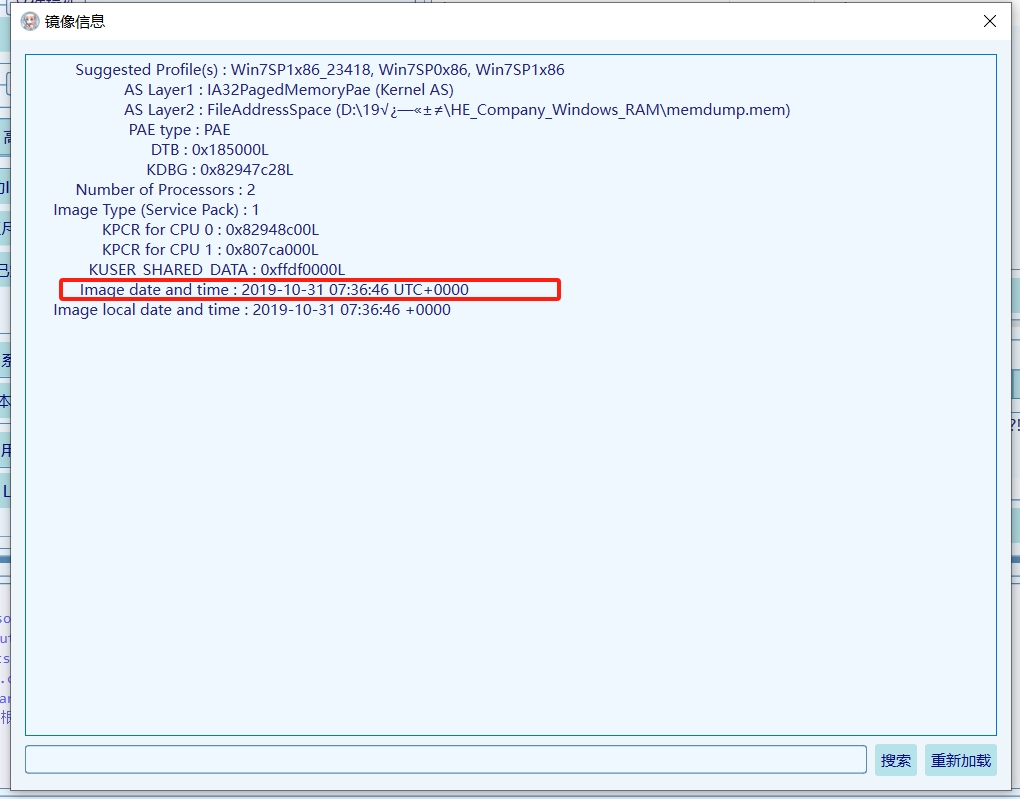 镜像信息
Suggested Profile(s) : Win7SP1x86_23418, Win7SP0x86, Win7SP1x86
AS Layer1 : IA32PagedMemoryPae (Kernel AS)
AS Layer2 : FileAddressSpace (D:\19√¿—«±≠\HE_Company_Windows_RAM\memdump.mem)
PAE type : PAE
DTB : 0x185000L
KDBG : 0x82947c28L
Number of Processors : 2
Image Type (Service Pack) : 1
KPCR for CPU 0 : 0x82948c00L
KPCR for CPU 1 : 0x807ca000L
KUSER_SHARED_DATA : 0xffdf0000L
Image date and time : 2019-10-31 07:36:46 UTC+0000
Image local date and time : 2019-10-31 07:36:46 +0000
搜索
重新加载